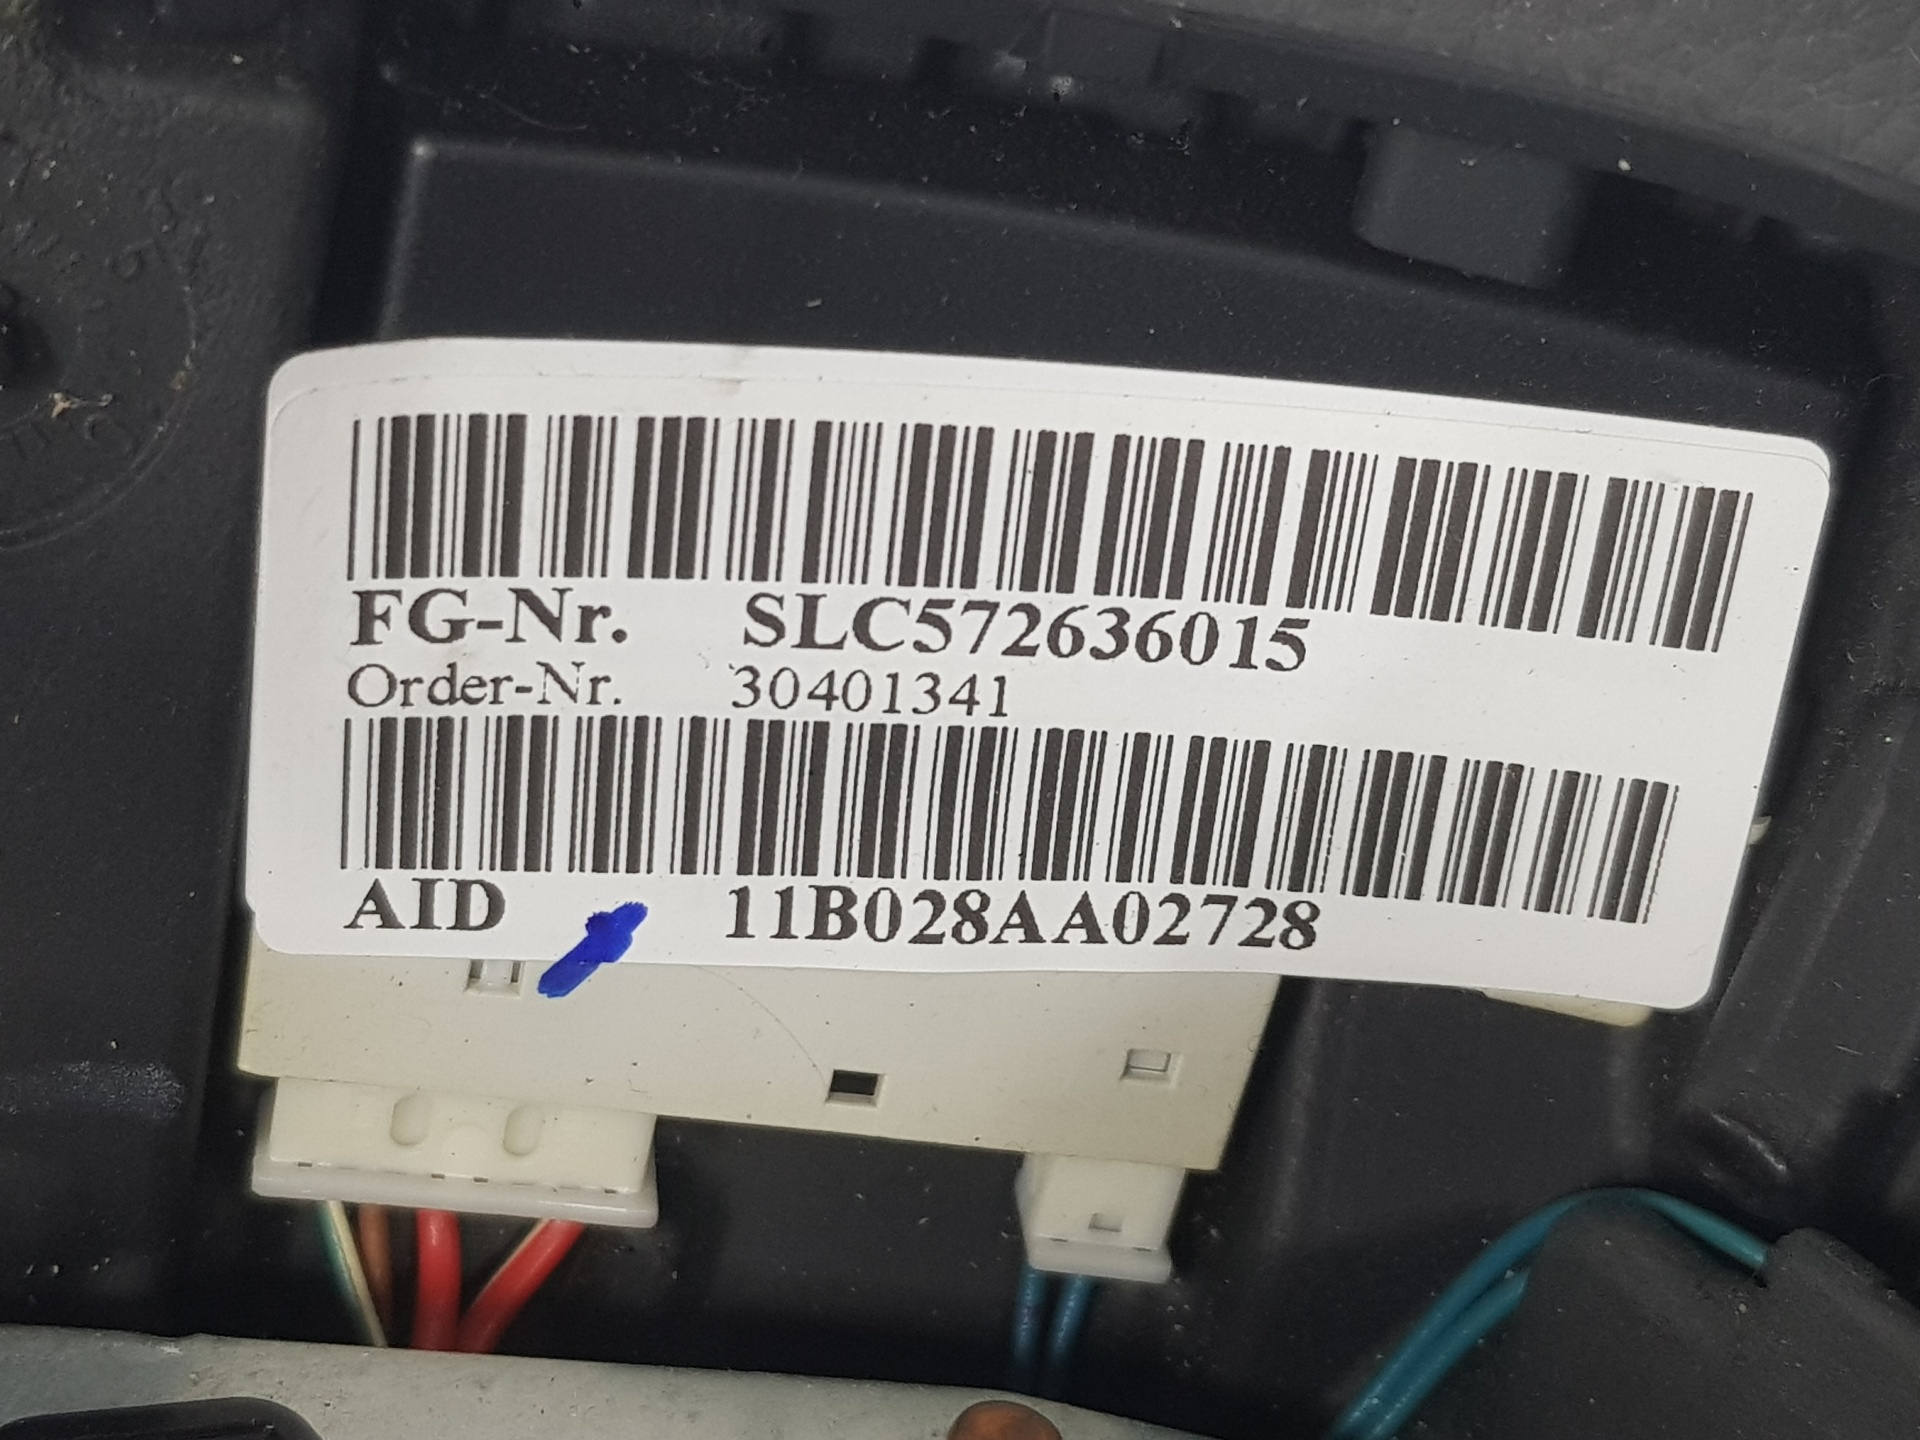 FG-Nr. SLC572636015
Order-Nr. 30401341
AID 11B028AA02728